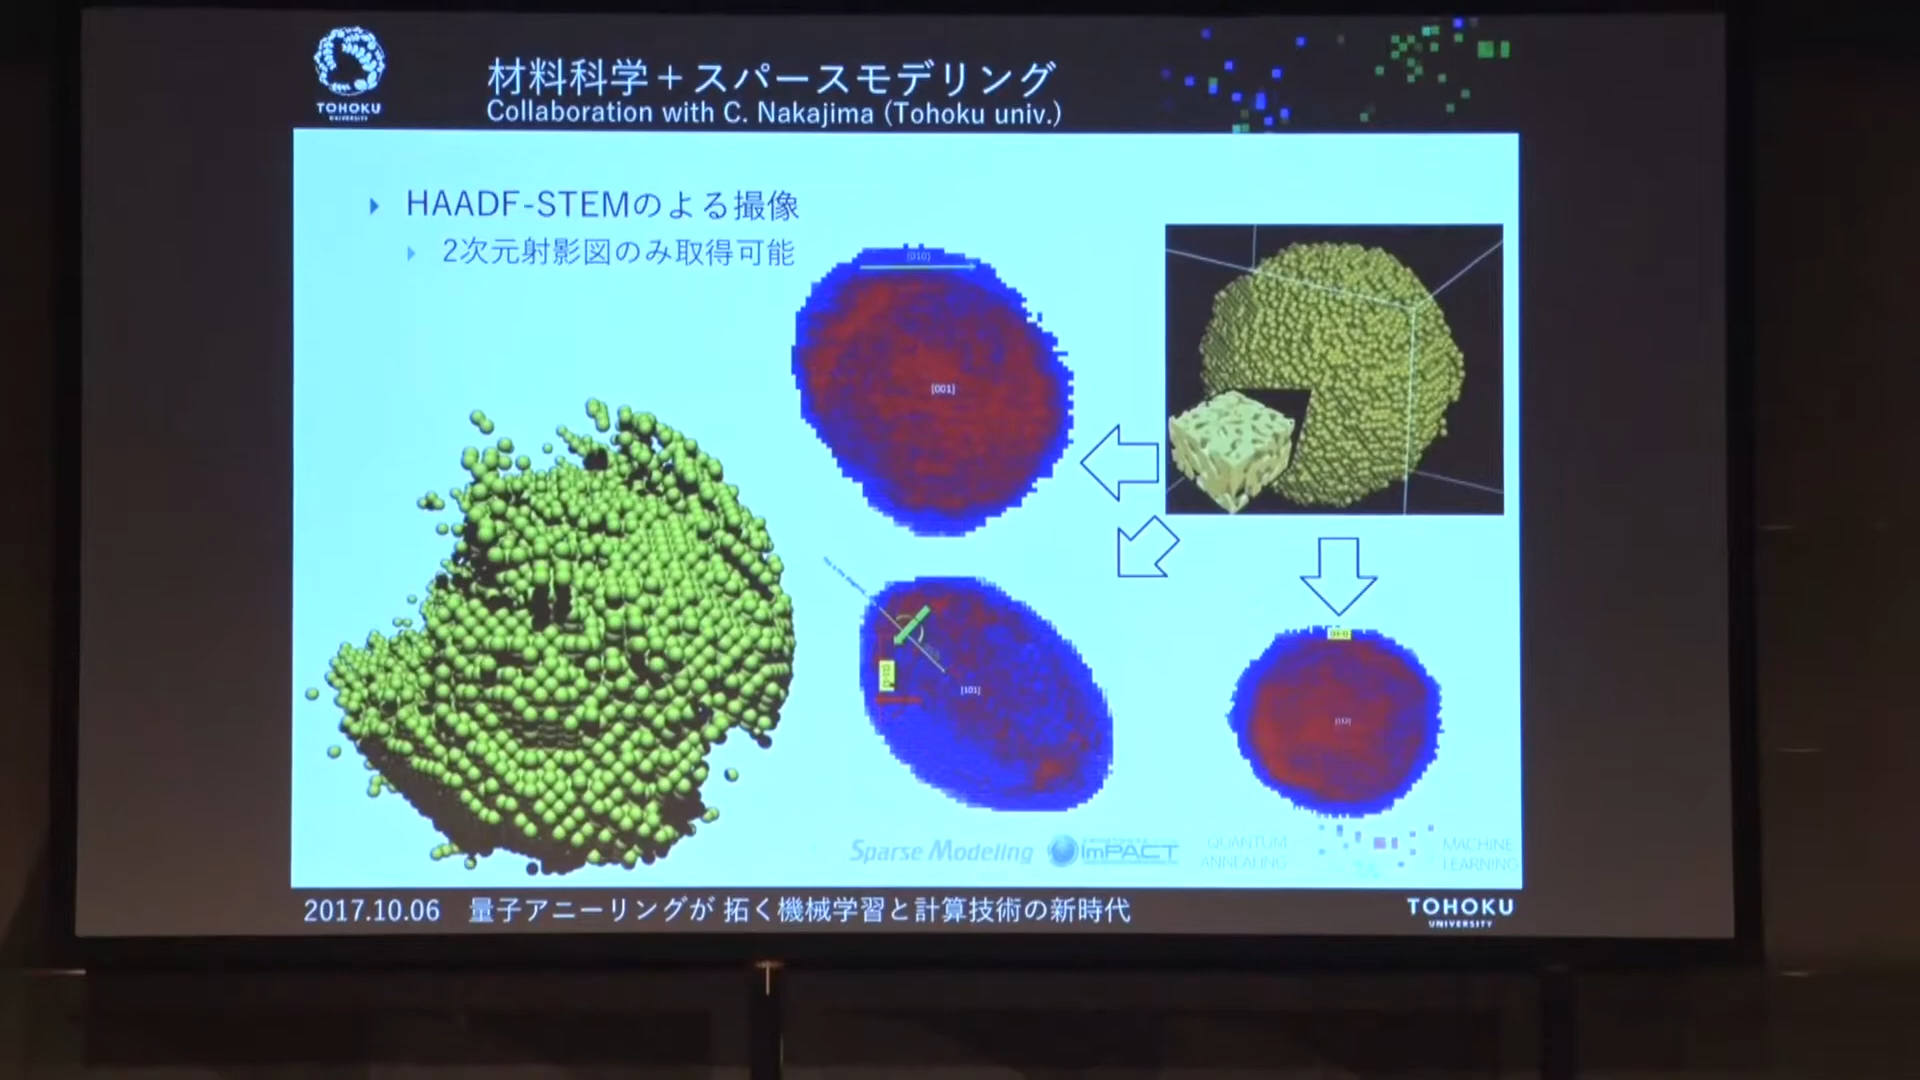 材料科学＋スパースモデリング
Collaboration with C. Nakajima (Tohoku univ.)
TOHOKU
UNIVERSITY
HAADF-STEMのよる撮像
2次元射影図のみ取得可能
[010]
[001]
[101]
Sparse Modeling
ImPACT
QUANTUM
ANNEALING
MACHINE
LEARNING
2017.10.06 量子アニーリングが 拓く機械学習と計算技術の新時代
TOHOKU
UNIVERSITY